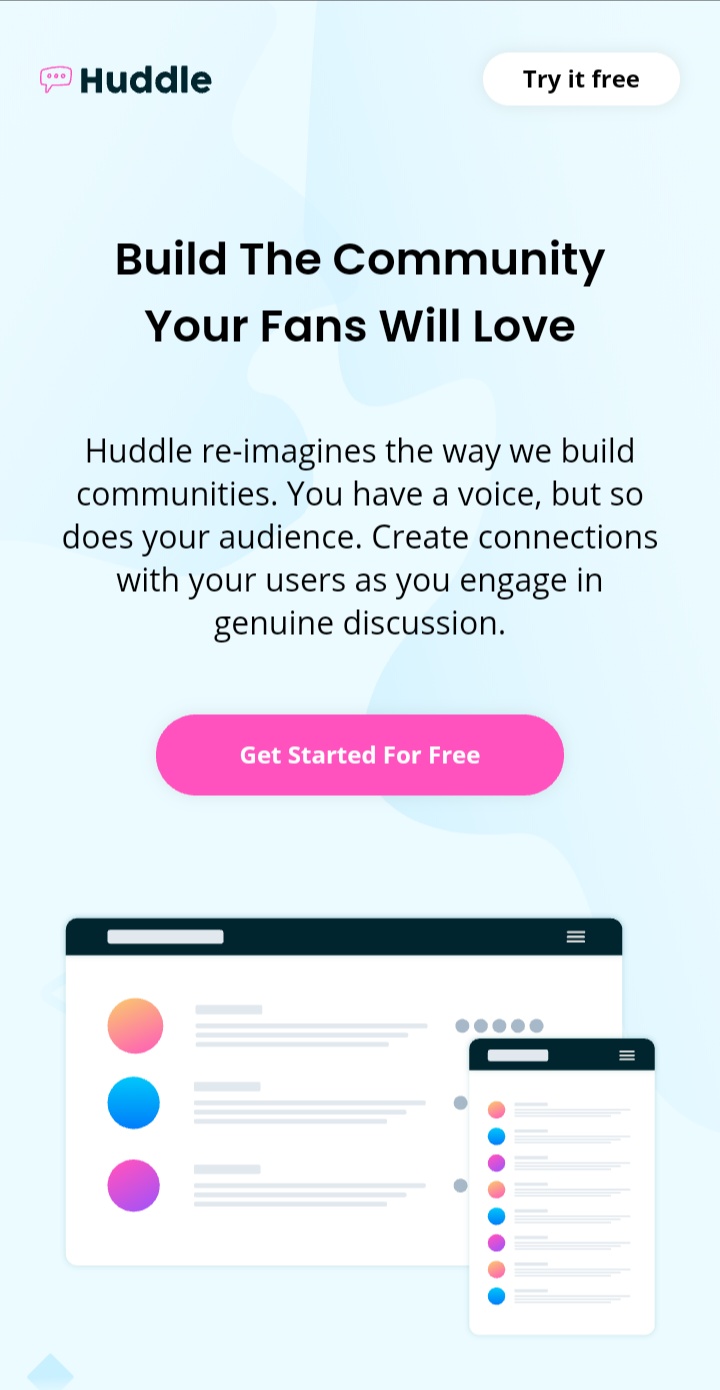 Huddle
Try it free
Build The Community
Your Fans Will Love
Huddle re-imagines the way we build
communities. You have a voice, but so
does your audience. Create connections
with your users as you engage in
genuine discussion.
Get Started For Free